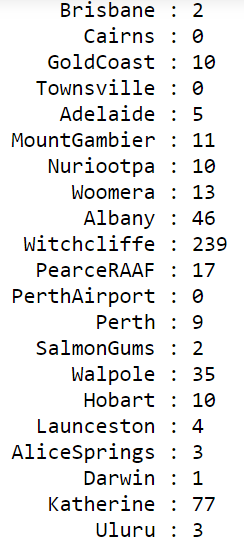 Brisbane : 2
Cairns : 0
GoldCoast : 10
Townsville : 0
Adelaide : 5
MountGambier : 11
Nuriootpa : 10
Woomera : 13
Albany : 46
Witchcliffe : 239
PearceRAAF : 17
PerthAirport : 0
Perth : 9
SalmonGums : 2
Walpole : 35
Hobart : 10
Launceston : 4
AliceSprings : 3
Darwin : 1
Katherine : 77
Uluru : 3